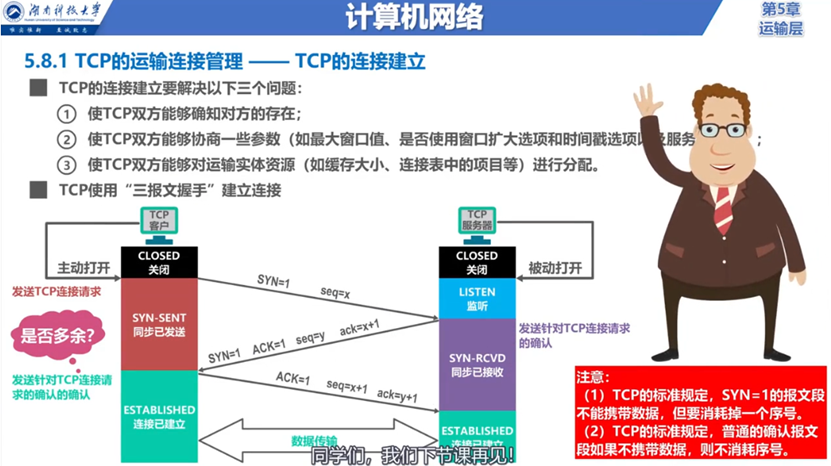 湖南科技大学
Hunan University of Science and Technology
唯实惟新 至诚致志
计算机网络
第5章
运输层
5.8.1 TCP的运输连接管理 —— TCP的连接建立
TCP的连接建立要解决以下三个问题：
① 使TCP双方能够确知对方的存在；
② 使TCP双方能够协商一些参数（如最大窗口值、是否使用窗口扩大选项和时间戳选项以及服务；
③ 使TCP双方能够对运输实体资源（如缓存大小、连接表中的项目等）进行分配。
TCP使用“三报文握手”建立连接
TCP
客户
TCP
服务器
CLOSED
关闭
CLOSED
关闭
主动打开
被动打开
SYN=1 seq=x
发送TCP连接请求
LISTEN
监听
SYN-SENT
同步已发送
是否多余?
SYN=1 ACK=1 seq=y ack=x+1
发送针对TCP连接请求
的确认
SYN-RCVD
同步已接收
发送针对TCP连接请
求的确认的确认
ACK=1 seq=x+1 ack=y+1
ESTABLISHED
连接已建立
ESTABLISHED
连接已建立
数据传输
注意：
（1）TCP的标准规定，SYN=1的报文段
不能携带数据，但要消耗掉一个序号。
（2）TCP的标准规定，普通的确认报文
段如果不携带数据，则不消耗序号。
同学们，我们下节课再见！